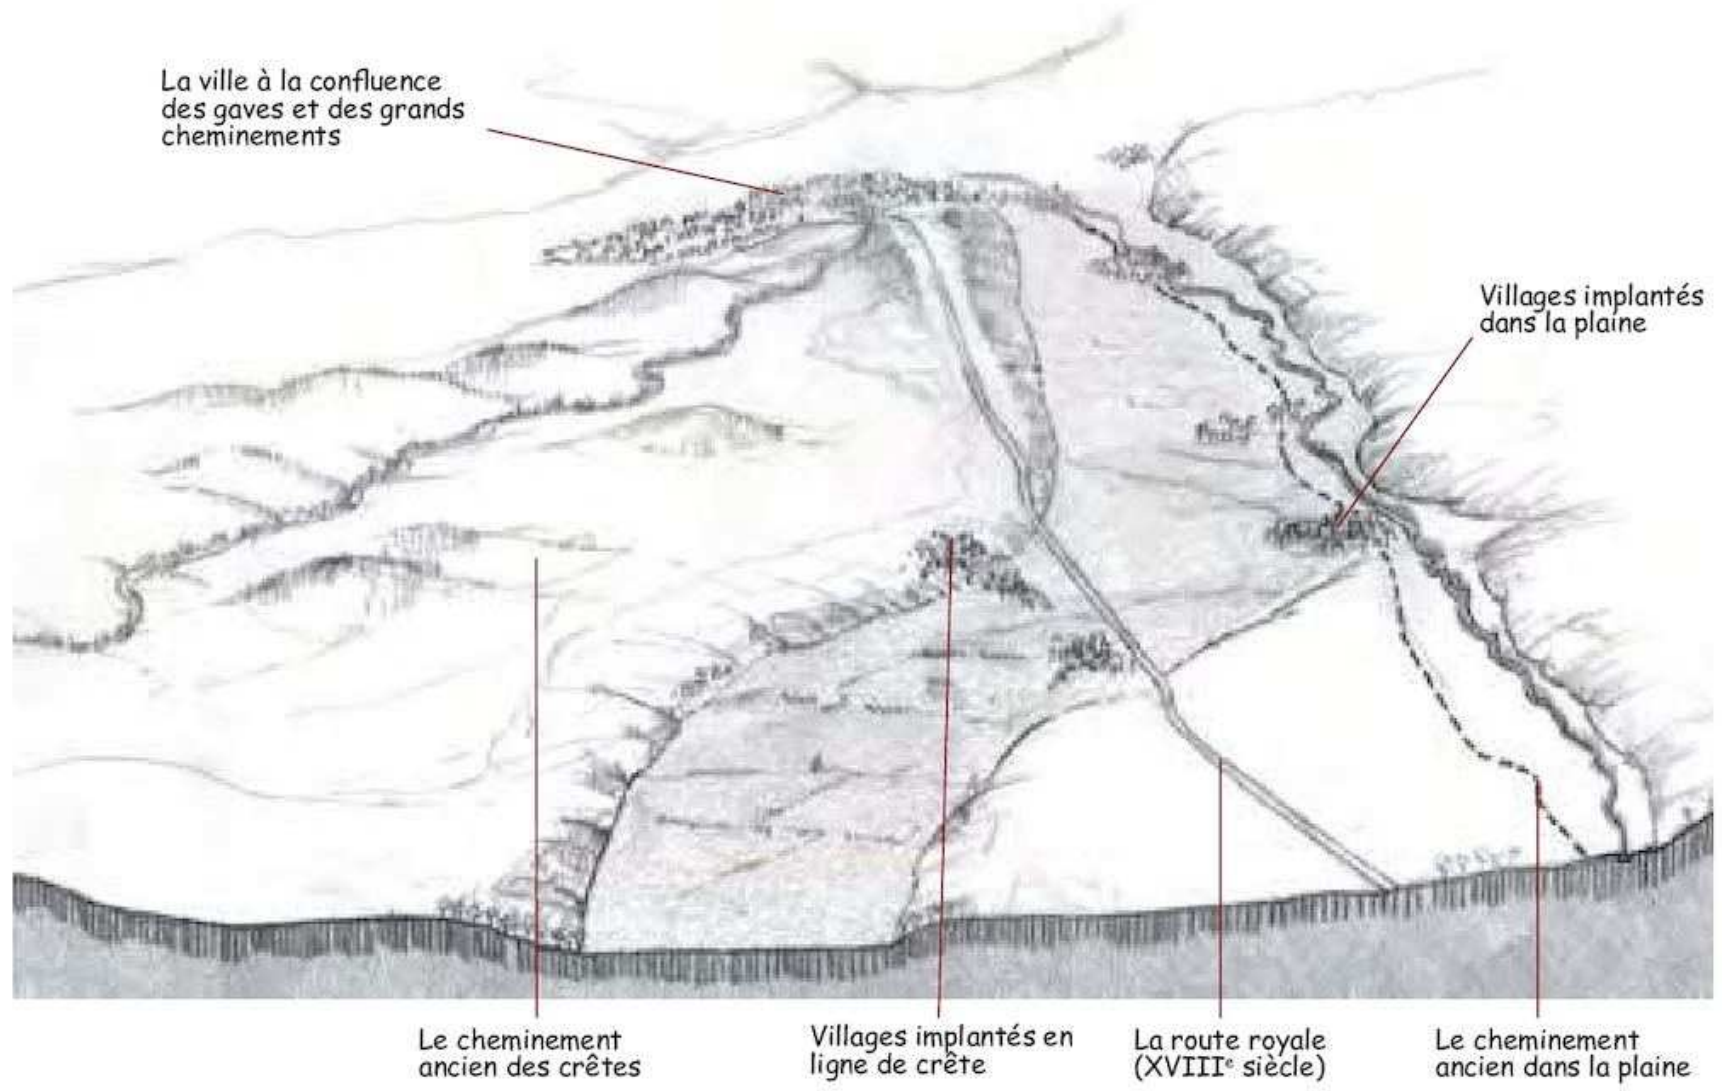 La ville à la confluence
des gaves et des grands
cheminements
Villages implantés
dans la plaine
Le cheminement
ancien des crêtes
Villages implantés en
ligne de crête
La route royale
(XVIIIᵉ siècle)
Le cheminement
ancien dans la plaine